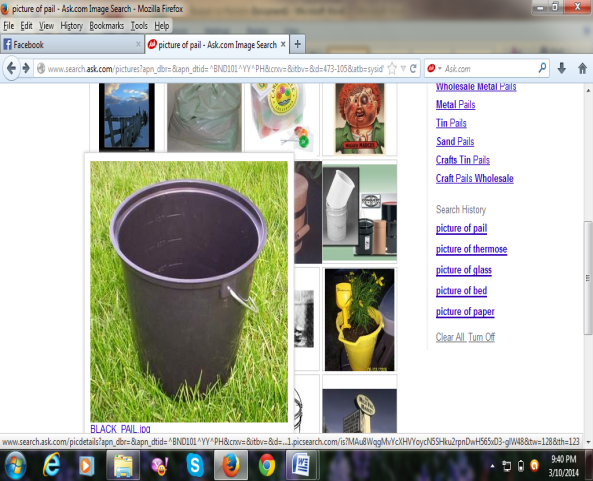 picture of pail - Ask.com Image Search - Mozilla Firefox
File Edit View History Bookmarks Tools Help
Facebook
picture of pail - Ask.com Image Search
www.search.ask.com/pictures?apn_dbr=&apn_dtid=^BND101^YY^PH&crxv=&itbv=&d=473-105&atb=sysid
Ask.com
Wholesale Metal Pails
Metal Pails
Tin Pails
Sand Pails
Crafts Tin Pails
Craft Pails Wholesale
Search History
picture of pail
picture of thermose
picture of glass
picture of bed
picture of paper
Clear All Turn Off
BLACK_PAIL.jpg
www.search.ask.com/picdetails?apn_dbr=&apn_dtid=^BND101^YY^PH&crxv=&itbv=&d=...1.picsearch.com/is?MAu8WqgMvYcXHVYoycN5SHku2rpnDwH565xD3-glW48&tw=128&th=123
9:40 PM
3/10/2014